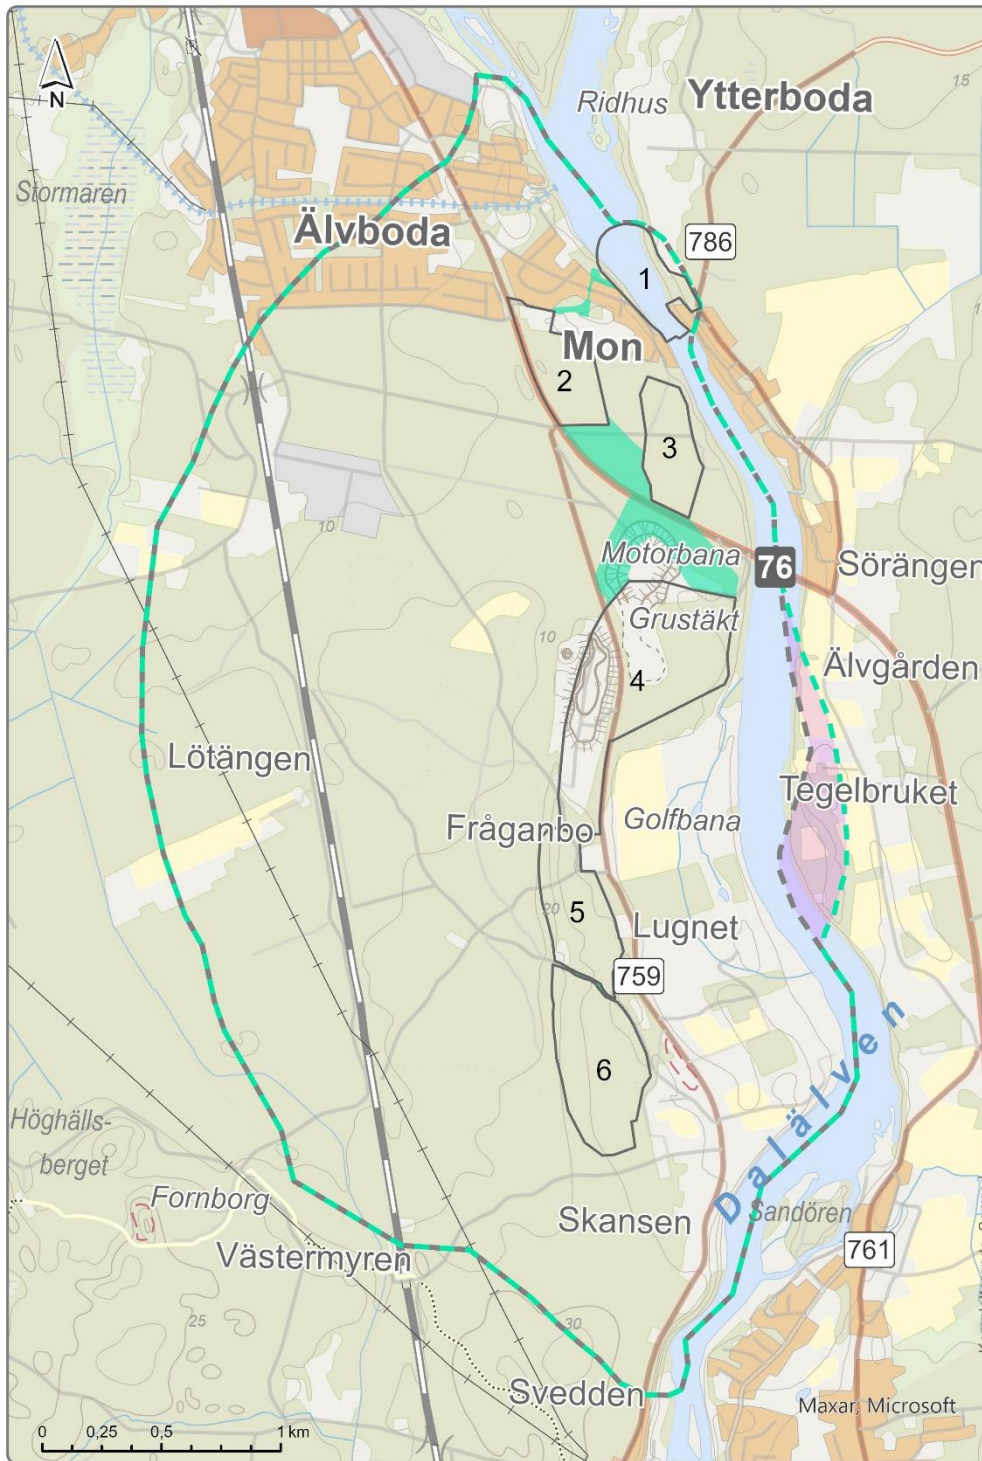 N
15
Ridhus Ytterboda
Stormaren
Älvboda
786
1
Mon
2
3
10
Motorbana
76
Sörängen
Grustäkt
10
4
Älvgården
Lötängen
Tegelbruket
Fråganbo
Golfbana
20
5
Lugnet
759
Dalälven
6
Höghälls-
berget
Fornborg
Skansen
Sandören
Västermyren
761
25
30
Svedden
Maxar, Microsoft
0 0,25 0,5 1 km